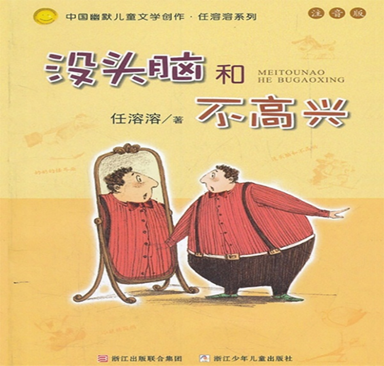 中国幽默儿童文学创作·任溶溶系列
注音版
没头脑和
MEITOUNAO
HE BUGAOXING
不高兴
任溶溶/著
浙江出版联合集团
浙江少年儿童出版社